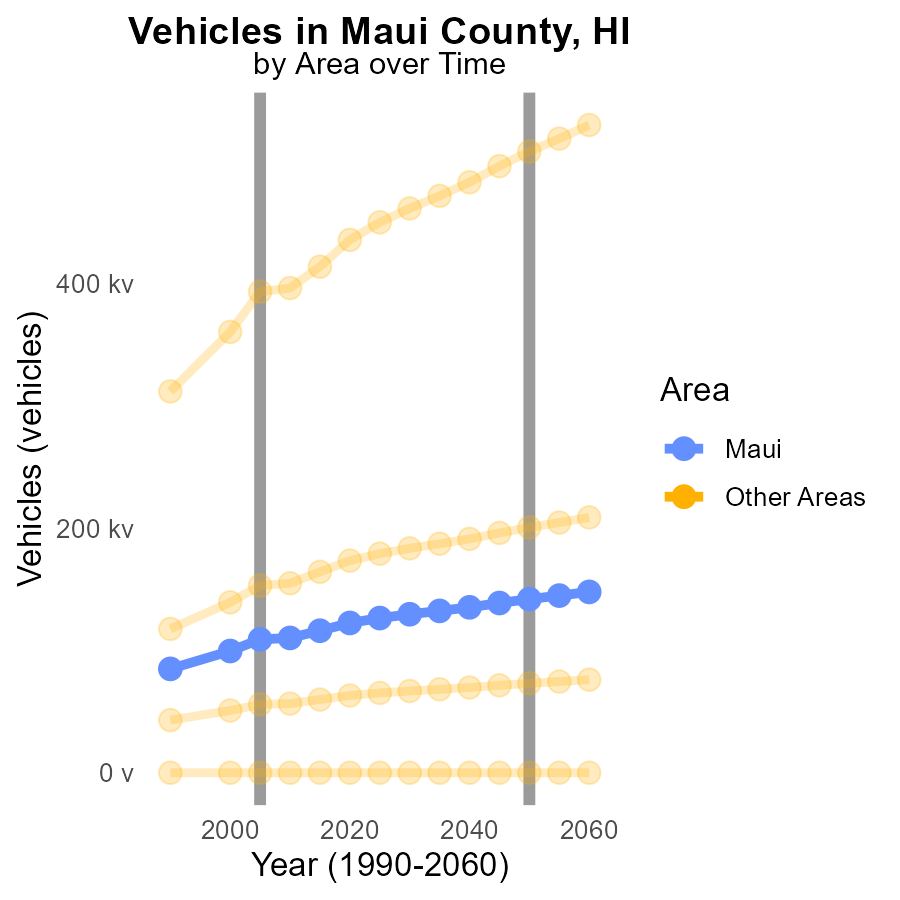 Vehicles in Maui County, HI
by Area over Time
Vehicles (vehicles)
400 kv
200 kv
0 v
2000 2020 2040 2060
Year (1990-2060)
Area
Maui
Other Areas